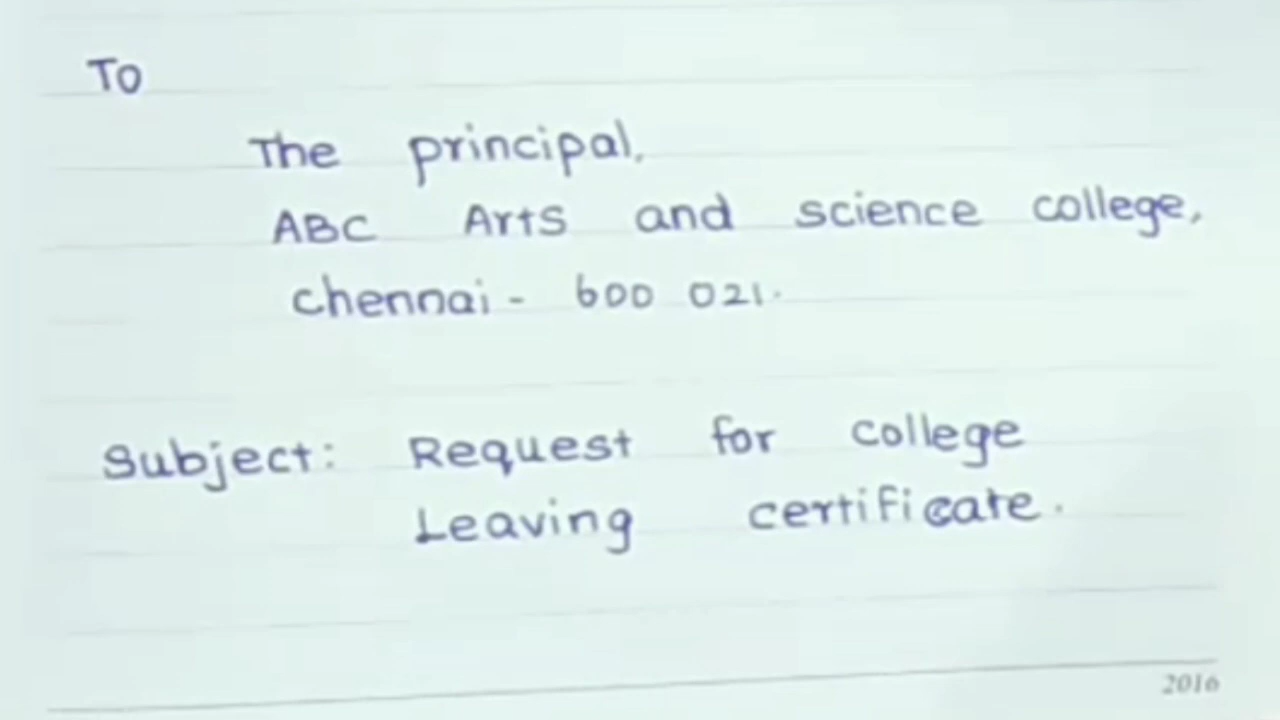 To
The principal,
ABC Arts and science college,
chennai - 600 021.
Subject: Request for college
Leaving certificate.
2016